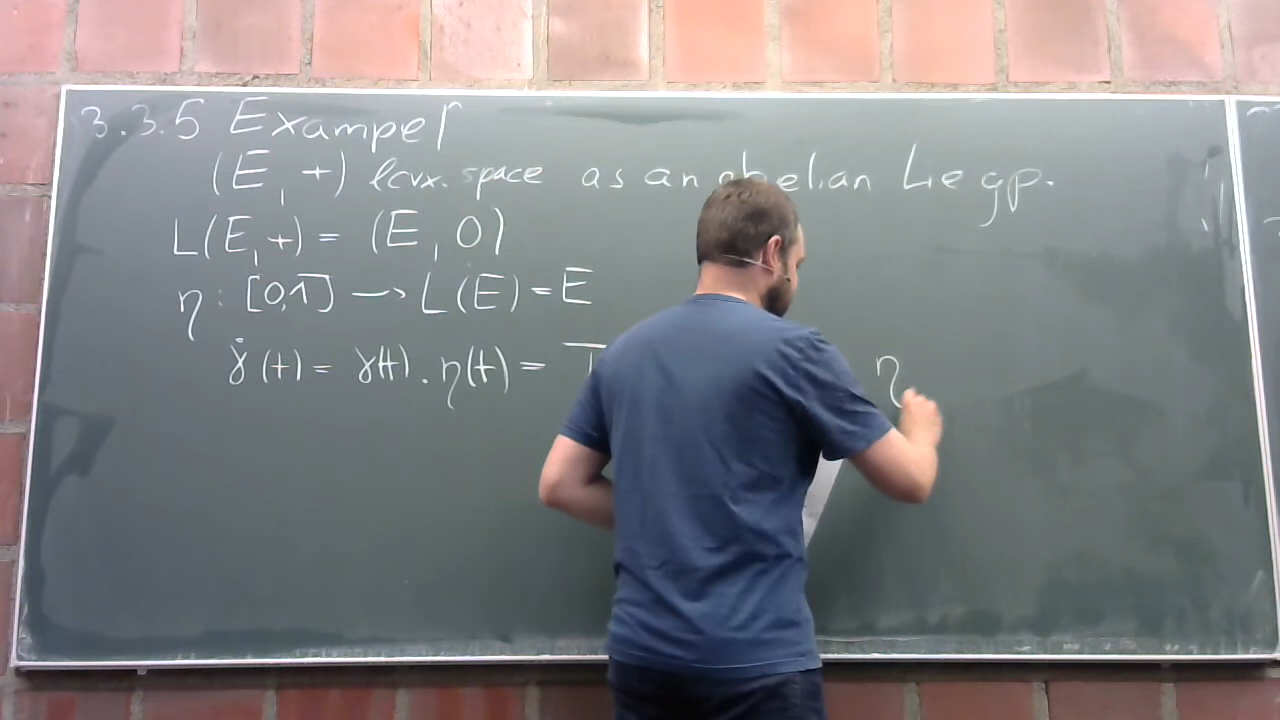 3.3.5 Exampel
(E, +) lcvx. space as an abelian Lie gp.
L(E, +) = (E, 0)
η : [0,1] → L(E) = E
γ̇(t) = γ(t) . η(t) = T η